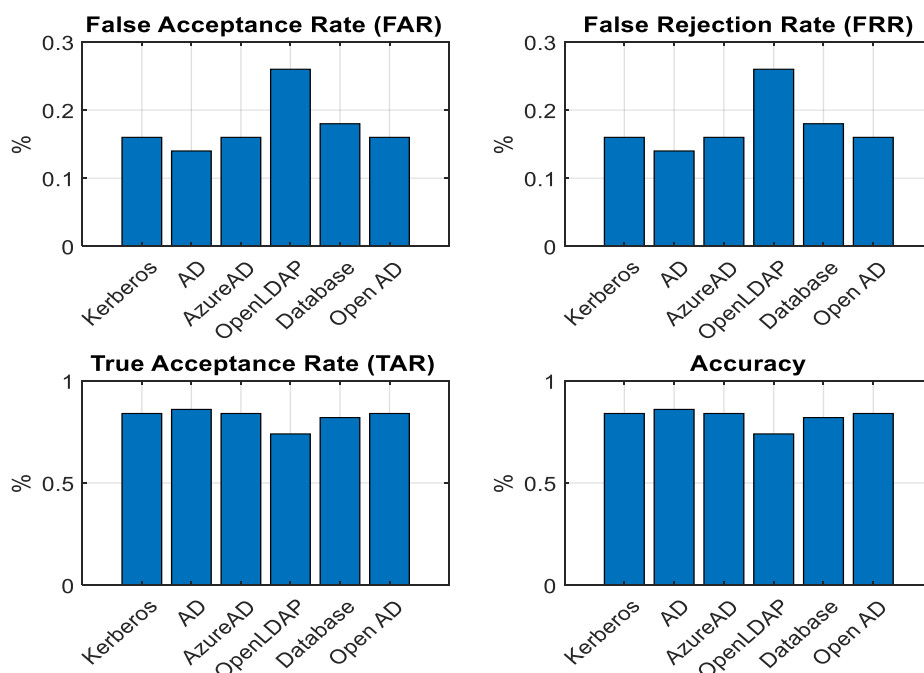 False Acceptance Rate (FAR)
0.3
0.2
0.1
0
%
Kerberos
AD
AzureAD
OpenLDAP
Database
Open AD
False Rejection Rate (FRR)
0.3
0.2
0.1
0
%
Kerberos
AD
AzureAD
OpenLDAP
Database
Open AD
True Acceptance Rate (TAR)
1
0.5
0
%
Kerberos
AD
AzureAD
OpenLDAP
Database
Open AD
Accuracy
1
0.5
0
%
Kerberos
AD
AzureAD
OpenLDAP
Database
Open AD